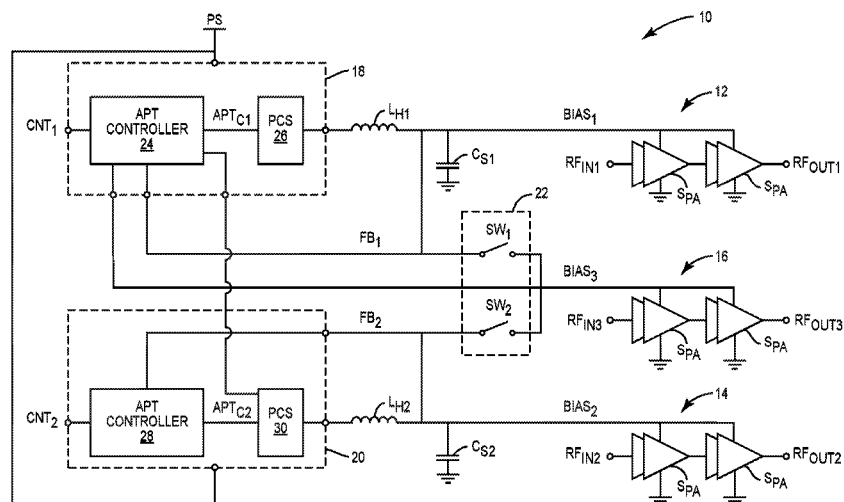 PS
10
18
12
CNT1
APT CONTROLLER 24
APTC1
PCS 26
LH1
CS1
BIAS1
RFIN1
SPA
SPA
RFOUT1
22
FB1
SW1
BIAS3
16
SW2
FB2
RFIN3
SPA
SPA
RFOUT3
CNT2
APT CONTROLLER 28
APTC2
PCS 30
LH2
CS2
20
BIAS2
14
RFIN2
SPA
SPA
RFOUT2